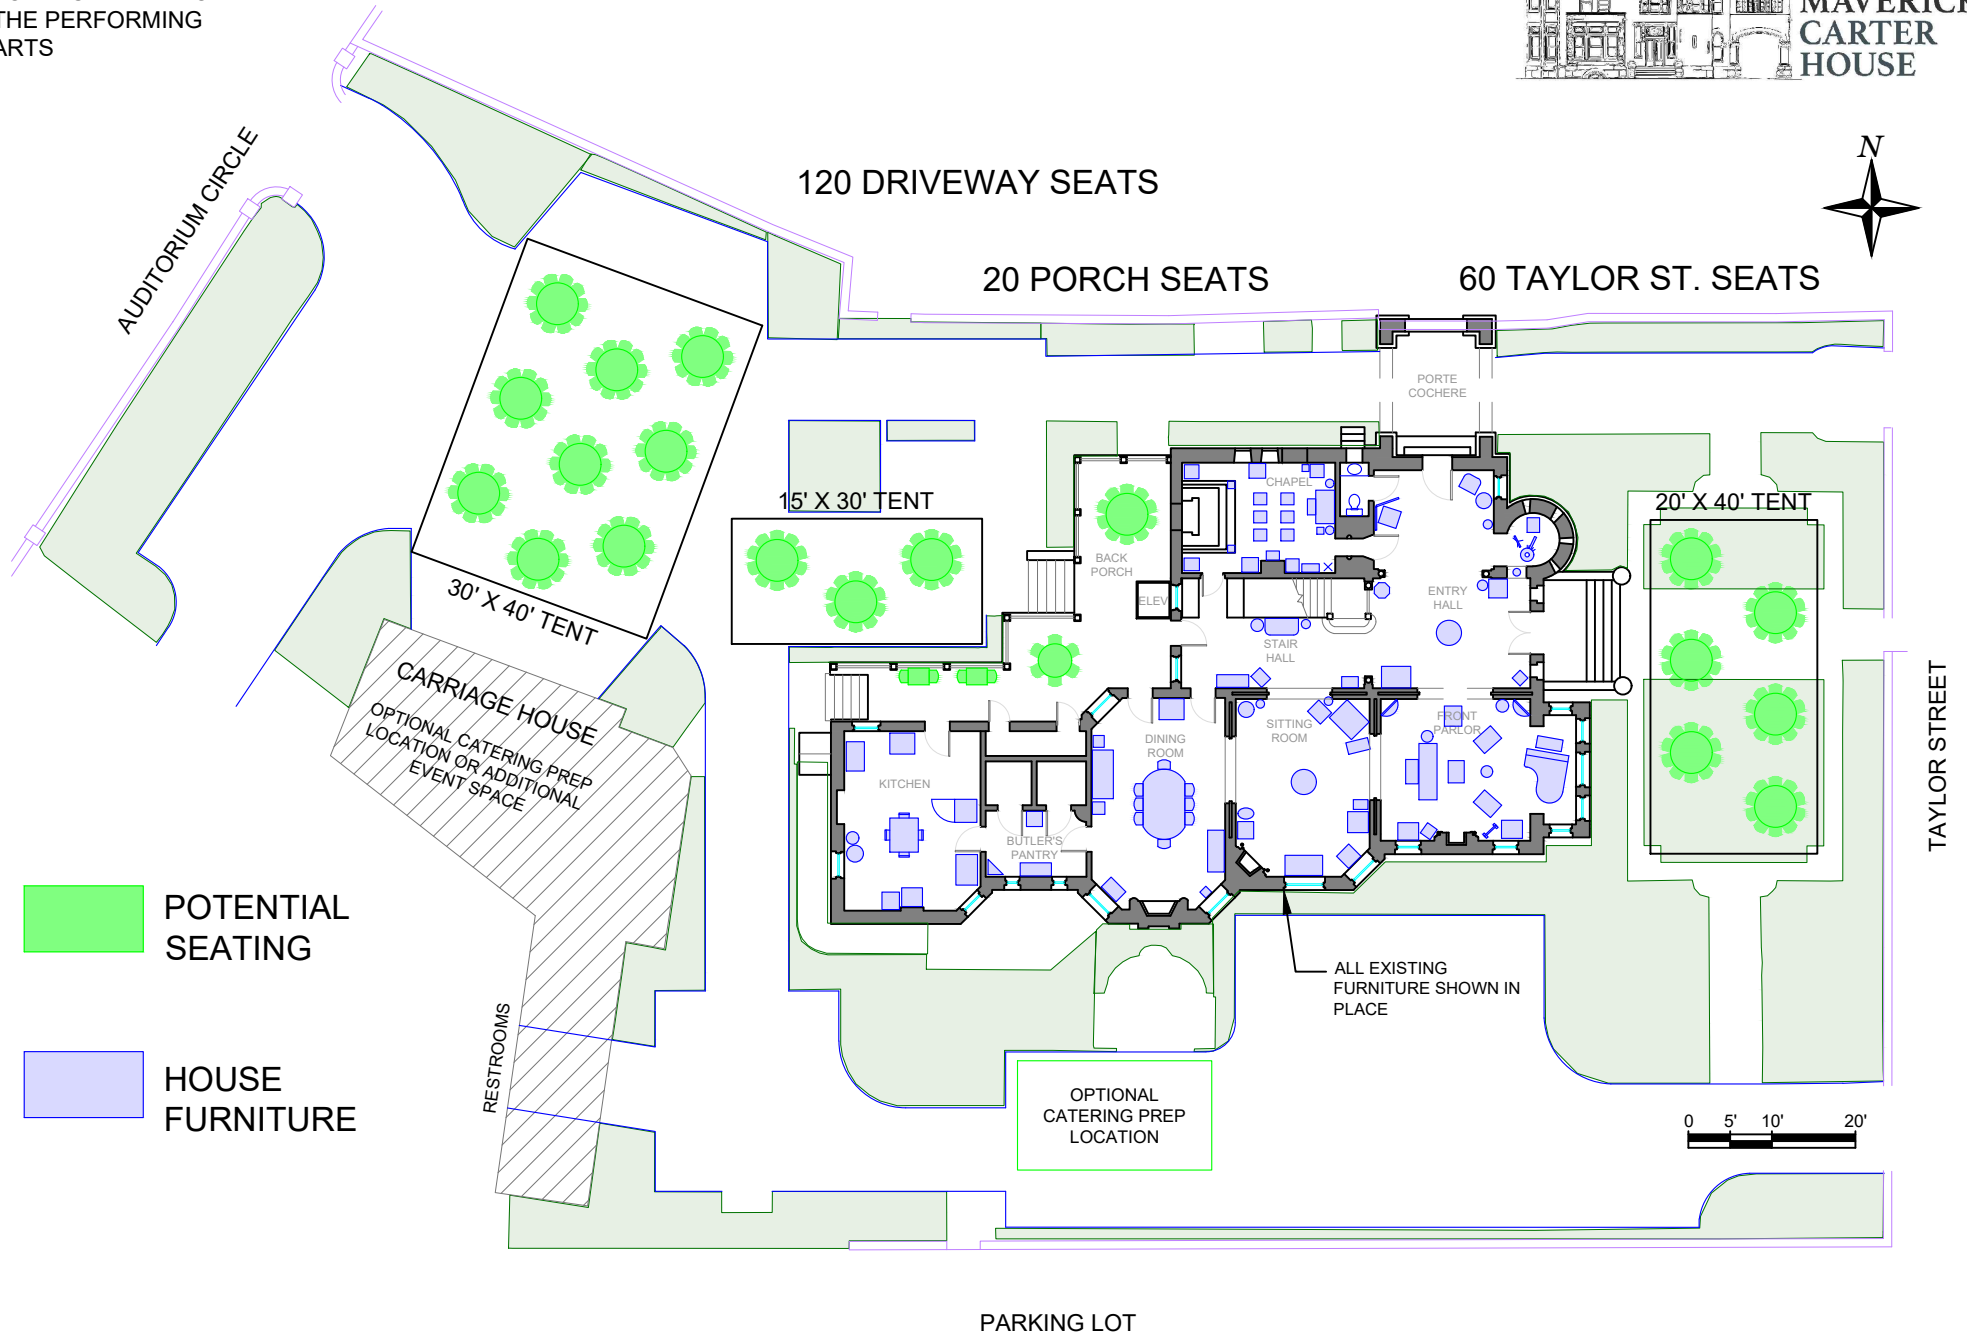 THE PERFORMING
ARTS
MAVERICK
CARTER
HOUSE
AUDITORIUM CIRCLE
120 DRIVEWAY SEATS
N
20 PORCH SEATS
60 TAYLOR ST. SEATS
PORTE
COCHERE
CHAPEL
15' X 30' TENT
20' X 40' TENT
BACK
PORCH
ELEV
ENTRY
HALL
30' X 40' TENT
STAIR
HALL
CARRIAGE HOUSE
OPTIONAL CATERING PREP
LOCATION OR ADDITIONAL
EVENT SPACE
SITTING
ROOM
FRONT
PARLOR
DINING
ROOM
KITCHEN
BUTLER'S
PANTRY
TAYLOR STREET
POTENTIAL
SEATING
ALL EXISTING
FURNITURE SHOWN IN
PLACE
RESTROOMS
HOUSE
FURNITURE
OPTIONAL
CATERING PREP
LOCATION
0 5' 10' 20'
PARKING LOT